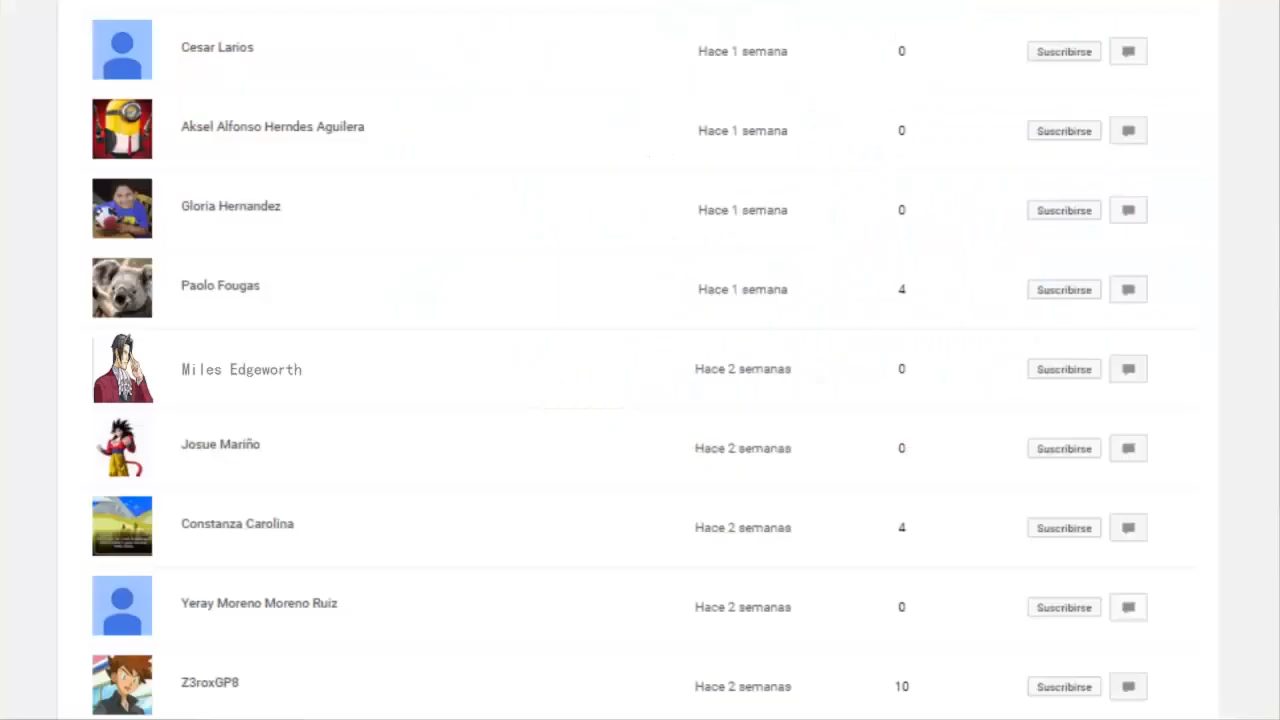 Cesar Larios Hace 1 semana 0 Suscribirse
Aksel Alfonso Herndes Aguilera Hace 1 semana 0 Suscribirse
Gloria Hernandez Hace 1 semana 0 Suscribirse
Paolo Fougas Hace 1 semana 4 Suscribirse
Miles Edgeworth Hace 2 semanas 0 Suscribirse
Josue Mariño Hace 2 semanas 0 Suscribirse
Constanza Carolina Hace 2 semanas 4 Suscribirse
Yeray Moreno Moreno Ruiz Hace 2 semanas 0 Suscribirse
Z3roxGP8 Hace 2 semanas 10 Suscribirse